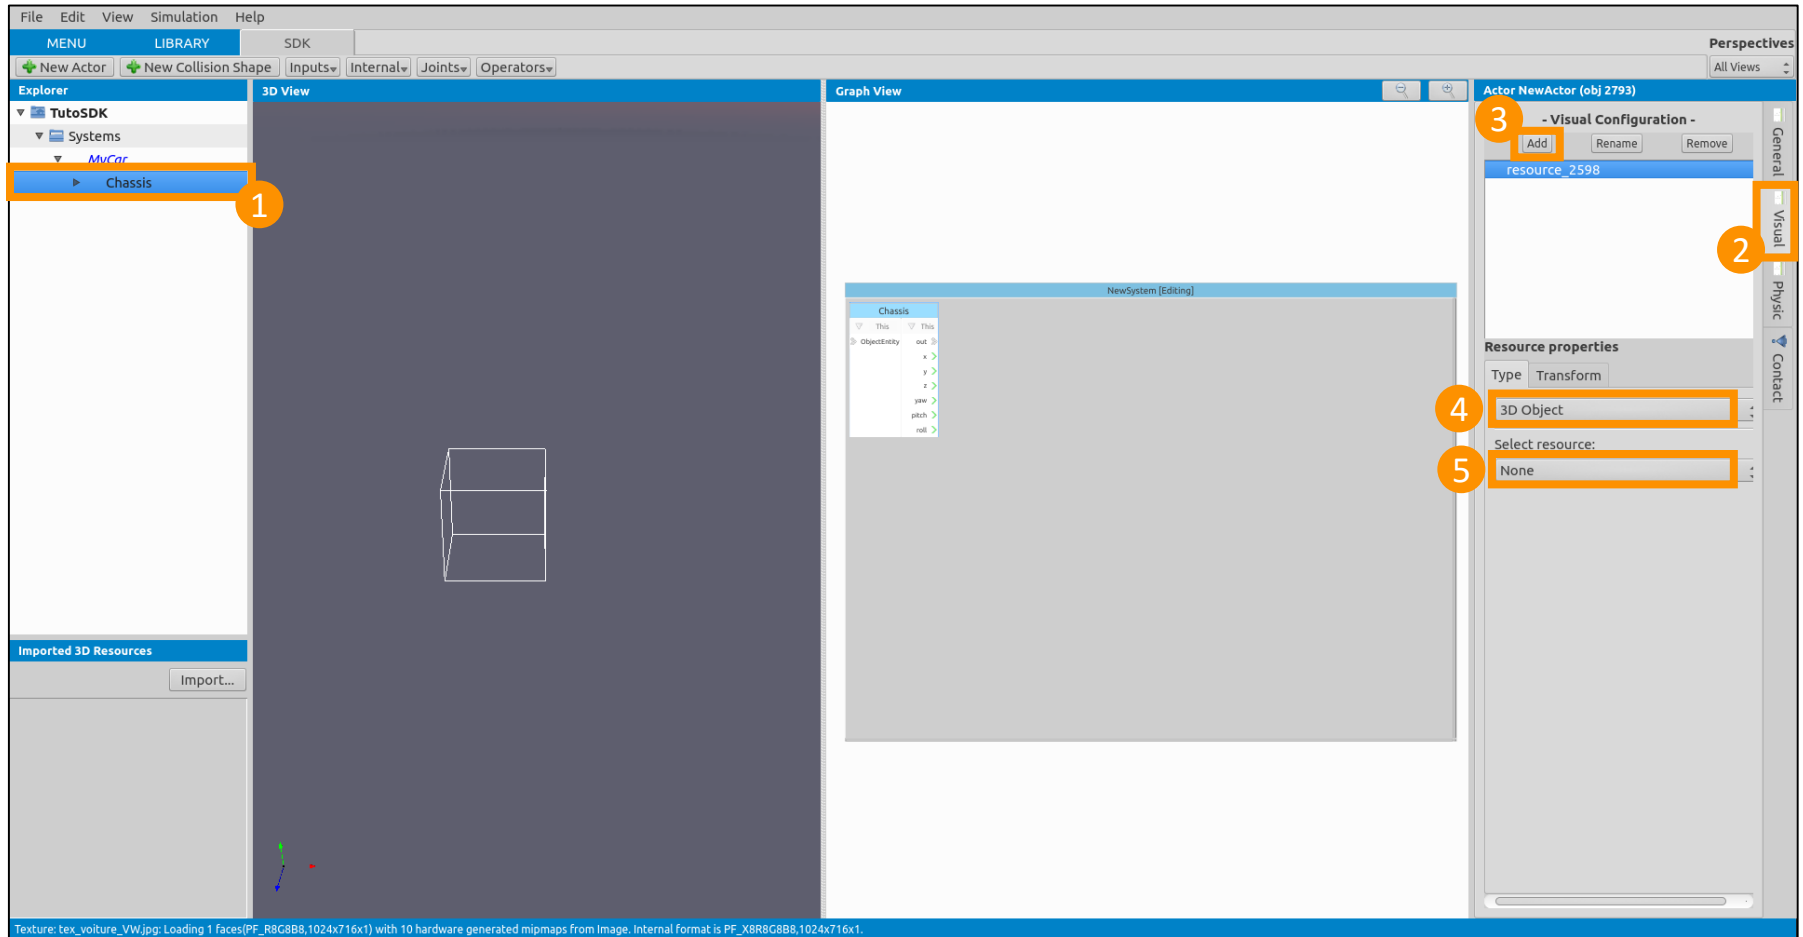 File Edit View Simulation Help
MENU LIBRARY SDK
Perspectives
New Actor New Collision Shape Inputs Internal Joints Operators
All Views
Explorer
TutoSDK
Systems
MyCar
Chassis
1
3D View
Graph View
NewSystem [Editing]
Chassis
This This
ObjectEntity out
x
y
z
yaw
pitch
roll
Actor NewActor (obj 2793)
3
- Visual Configuration -
Add Rename Remove
resource_2598
General
Visual
2
Physic
Contact
Resource properties
Type Transform
4
3D Object
Select resource:
5
None
Imported 3D Resources
Import...
Texture: tex_voiture_VW.jpg: Loading 1 faces(PF_R8G8B8,1024x716x1) with 10 hardware generated mipmaps from Image. Internal format is PF_X8R8G8B8,1024x716x1.